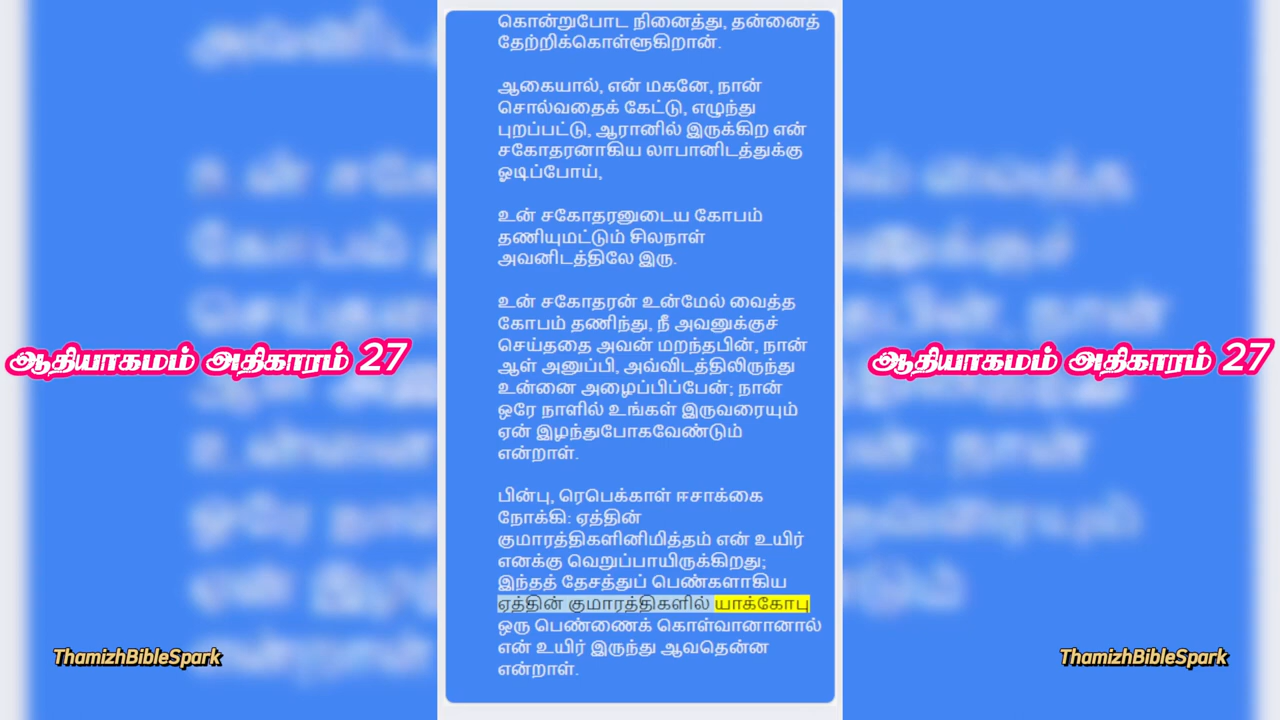 கொன்றுபோட நினைத்து, தன்னைத்
தேற்றிக்கொள்ளுகிறான்.
ஆகையால், என் மகனே, நான்
சொல்வதைக் கேட்டு, எழுந்து
புறப்பட்டு, ஆரானில் இருக்கிற என்
சகோதரனாகிய லாபானிடத்துக்கு
ஓடிப்போய்,
உன் சகோதரனுடைய கோபம்
தணியுமட்டும் சிலநாள்
அவனிடத்திலே இரு.
உன் சகோதரன் உன்மேல் வைத்த
கோபம் தணிந்து, நீ அவனுக்குச்
செய்ததை அவன் மறந்தபின், நான்
ஆள் அனுப்பி, அவ்விடத்திலிருந்து
உன்னை அழைப்பிப்பேன்; நான்
ஒரே நாளில் உங்கள் இருவரையும்
ஏன் இழந்துபோகவேண்டும்
என்றாள்.
பின்பு, ரெபெக்காள் ஈசாக்கை
நோக்கி: ஏத்தின்
குமாரத்திகளினிமித்தம் என் உயிர்
எனக்கு வெறுப்பாயிருக்கிறது;
இந்தத் தேசத்துப் பெண்களாகிய
ஏத்தின் குமாரத்திகளில் யாக்கோபு
ஒரு பெண்ணைக் கொள்வானானால்
என் உயிர் இருந்து ஆவதென்ன
என்றாள்.
ஆதியாகமம் அதிகாரம் 27
ஆதியாகமம் அதிகாரம் 27
ThamizhBibleSpark
ThamizhBibleSpark